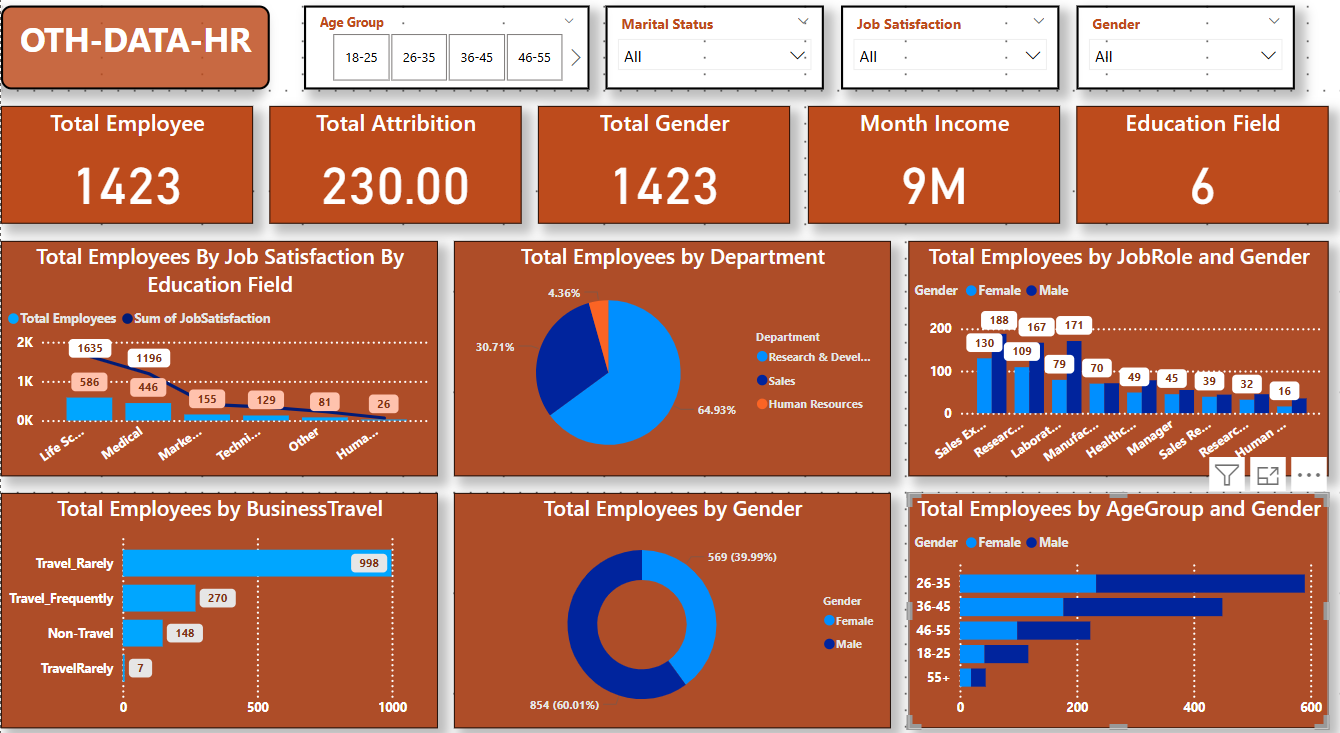 OTH-DATA-HR
Age Group
18-25
26-35
36-45
46-55
Marital Status
All
Job Satisfaction
All
Gender
All
Total Employee
1423
Total Attribition
230.00
Total Gender
1423
Month Income
9M
Education Field
6
Total Employees By Job Satisfaction By
Education Field
Total Employees Sum of JobSatisfaction
2K
1K
0K
1635
1196
586
446
155
129
81
26
Life Sc...
Medical
Marke...
Techni...
Other
Huma...
Total Employees by Department
4.36%
30.71%
64.93%
Department
Research & Devel...
Sales
Human Resources
Total Employees by JobRole and Gender
Gender Female Male
200
100
0
188
167
171
130
109
79
70
49
45
39
32
16
Sales Ex...
Researc...
Laborat...
Manufac...
Healthc...
Manager
Sales Re...
Researc...
Human ...
Total Employees by BusinessTravel
Travel_Rarely
998
Travel_Frequently
270
Non-Travel
148
TravelRarely
7
0
500
1000
Total Employees by Gender
569 (39.99%)
854 (60.01%)
Gender
Female
Male
Total Employees by AgeGroup and Gender
Gender Female Male
26-35
36-45
46-55
18-25
55+
0
200
400
600